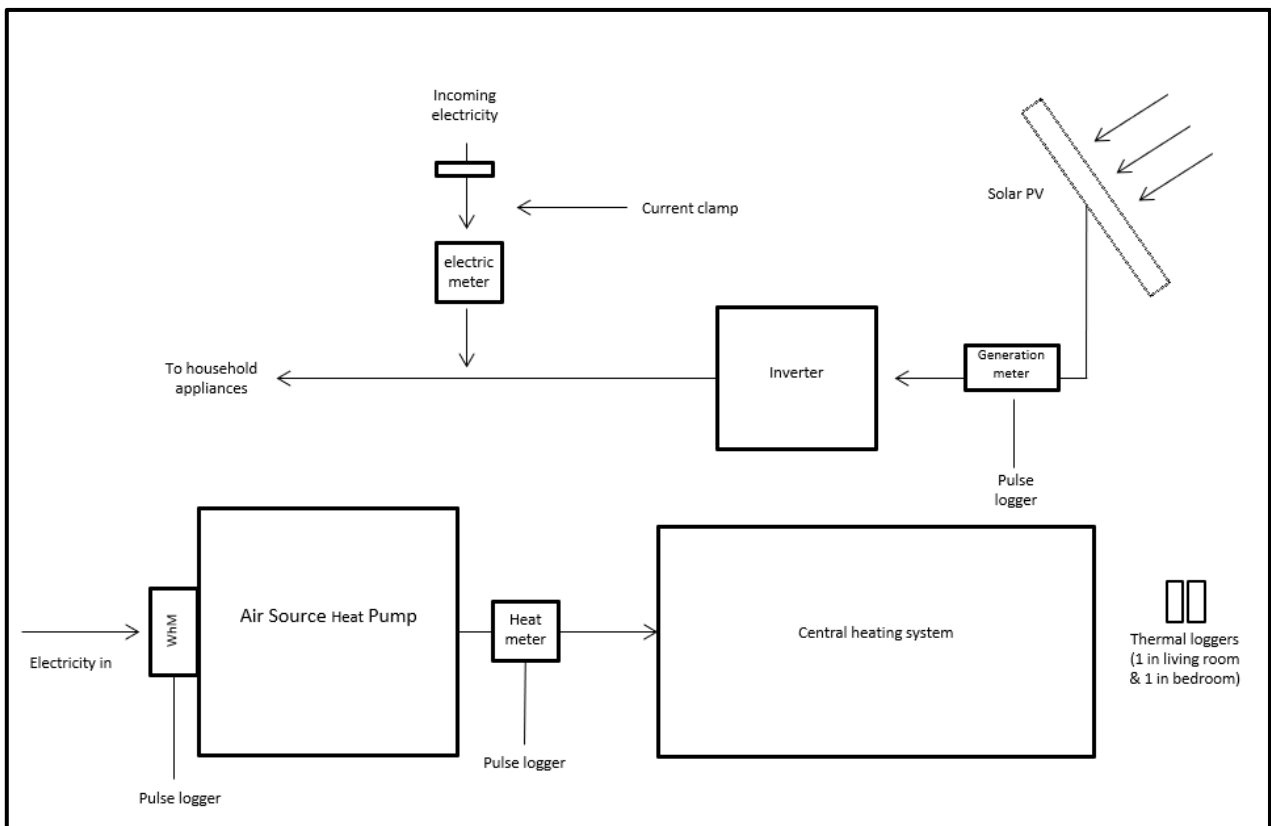 Incoming
electricity
Current clamp
Solar PV
electric
meter
To household
appliances
Inverter
Generation
meter
Pulse
logger
Electricity in
WhM
Air Source Heat Pump
Heat
meter
Central heating system
Thermal loggers
(1 in living room
& 1 in bedroom)
Pulse logger
Pulse logger